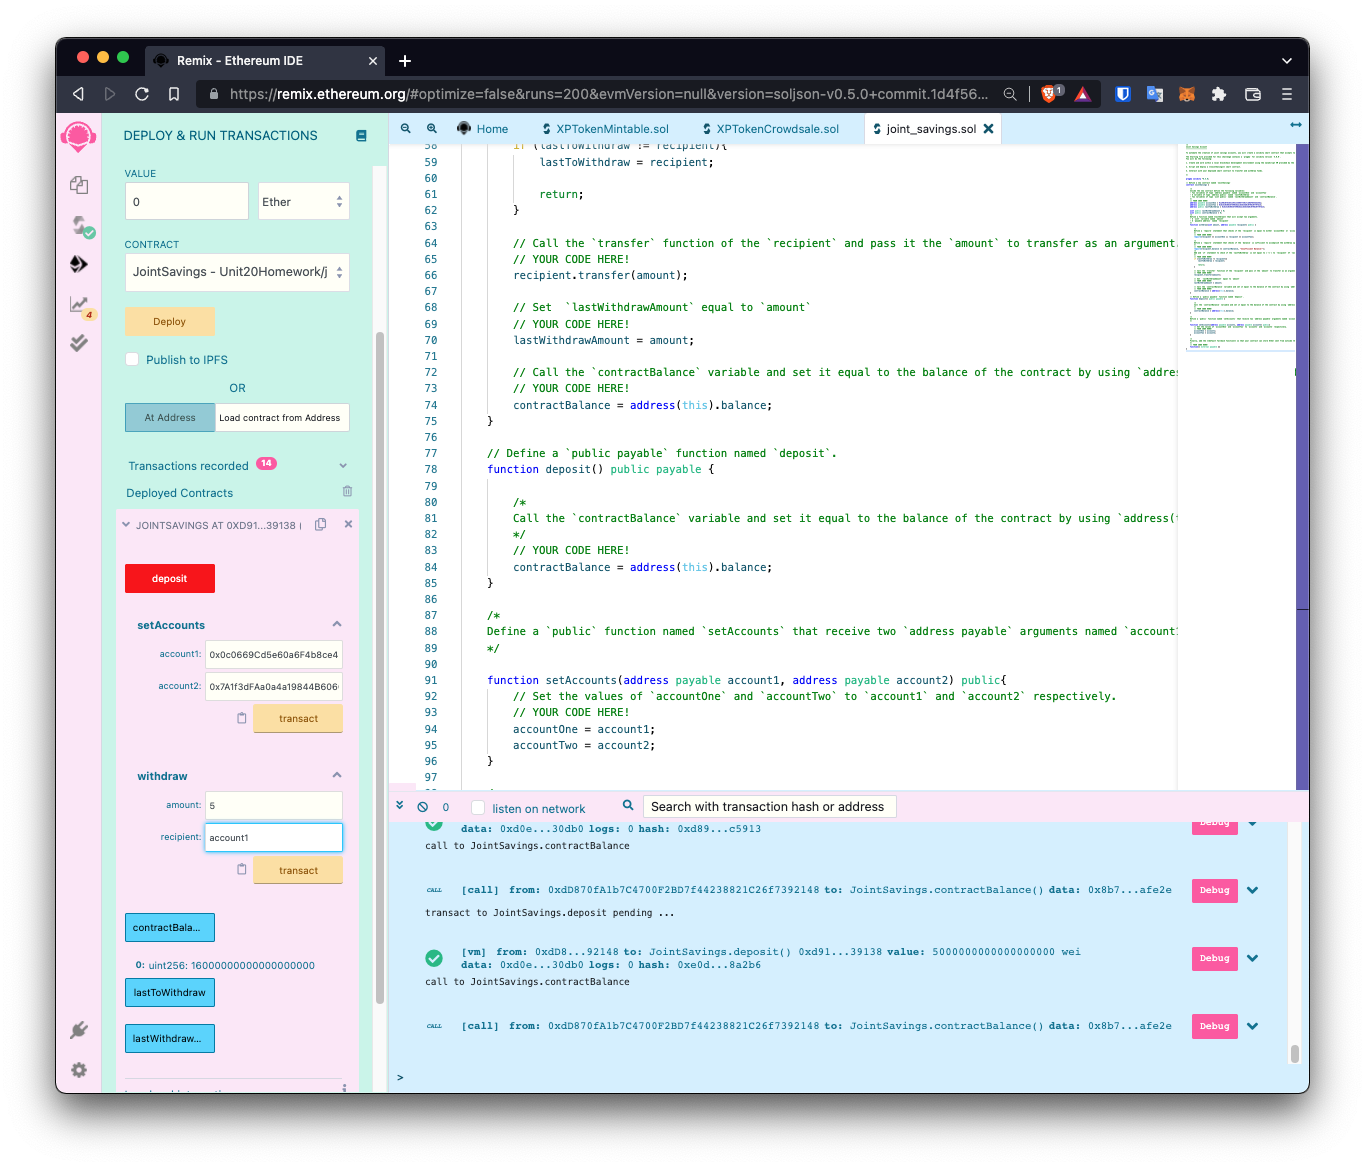 Remix - Ethereum IDE
https://remix.ethereum.org/#optimize=false&runs=200&evmVersion=null&version=soljson-v0.5.0+commit.1d4f56...
1
DEPLOY & RUN TRANSACTIONS
VALUE
0
Ether
CONTRACT
JointSavings - Unit20Homework/j
Deploy
4
Publish to IPFS
OR
At Address
Load contract from Address
Transactions recorded 14
Deployed Contracts
JOINTSAVINGS AT 0XD91...39138 (
deposit
setAccounts
account1:
0x0c0669Cd5e60a6F4b8ce4
account2:
0x7A1f3dFAa0a4a19844B606
transact
withdraw
amount:
5
recipient:
account1
transact
contractBala...
0: uint256: 16000000000000000000
lastToWithdraw
lastWithdraw...
Home
XPTokenMintable.sol
XPTokenCrowdsale.sol
joint_savings.sol
58 if (lastToWithdraw != recipient){
59 lastToWithdraw = recipient;
60
61 return;
62 }
63
64 // Call the `transfer` function of the `recipient` and pass it the `amount` to transfer as an argument.
65 // YOUR CODE HERE!
66 recipient.transfer(amount);
67
68 // Set  `lastWithdrawAmount` equal to `amount`
69 // YOUR CODE HERE!
70 lastWithdrawAmount = amount;
71
72 // Call the `contractBalance` variable and set it equal to the balance of the contract by using `addres
73 // YOUR CODE HERE!
74 contractBalance = address(this).balance;
75 }
76
77 // Define a `public payable` function named `deposit`.
78 function deposit() public payable {
79
80 /*
81 Call the `contractBalance` variable and set it equal to the balance of the contract by using `address(t
82 */
83 // YOUR CODE HERE!
84 contractBalance = address(this).balance;
85 }
86
87 /*
88 Define a `public` function named `setAccounts` that receive two `address payable` arguments named `account1
89 */
90
91 function setAccounts(address payable account1, address payable account2) public{
92 // Set the values of `accountOne` and `accountTwo` to `account1` and `account2` respectively.
93 // YOUR CODE HERE!
94 accountOne = account1;
95 accountTwo = account2;
96 }
97
0
listen on network
Search with transaction hash or address
data: 0xd0e...30db0 logs: 0 hash: 0xd89...c5913
Debug
call to JointSavings.contractBalance
CALL [call] from: 0xdD870fA1b7C4700F2BD7f44238821C26f7392148 to: JointSavings.contractBalance() data: 0x8b7...afe2e
Debug
transact to JointSavings.deposit pending ...
[vm] from: 0xdD8...92148 to: JointSavings.deposit() 0xd91...39138 value: 5000000000000000000 wei
data: 0xd0e...30db0 logs: 0 hash: 0xe0d...8a2b6
Debug
call to JointSavings.contractBalance
CALL [call] from: 0xdD870fA1b7C4700F2BD7f44238821C26f7392148 to: JointSavings.contractBalance() data: 0x8b7...afe2e
Debug
>